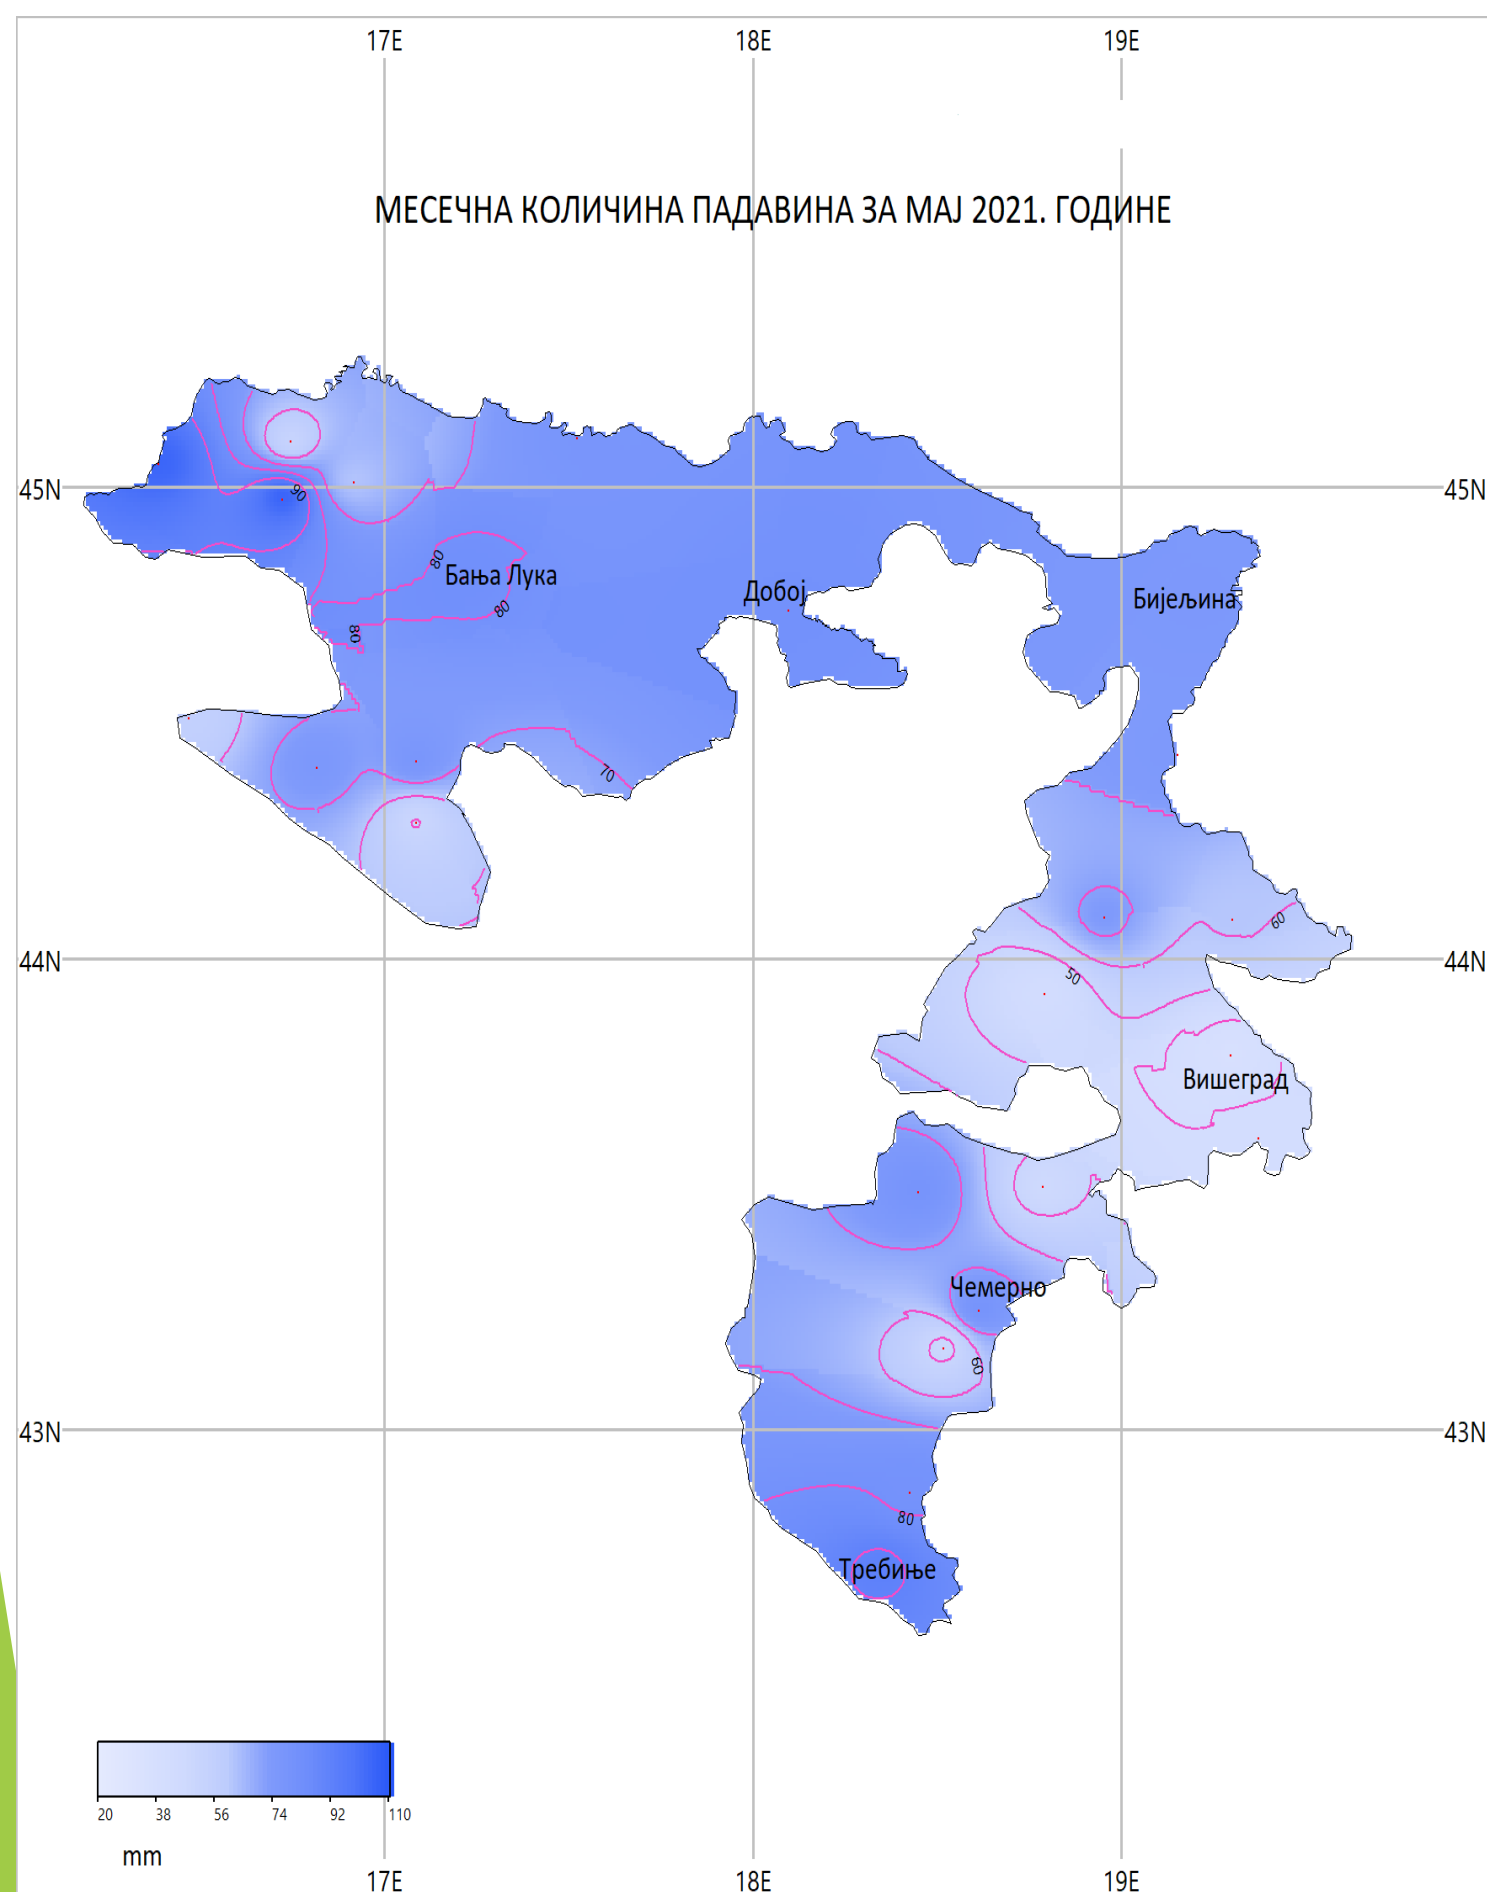 17E 18E 19E
МЕСЕЧНА КОЛИЧИНА ПАДАВИНА ЗА МАЈ 2021. ГОДИНЕ
45N 45N
90
80
Бања Лука
Добој
Бијељина
80
80
70
60
44N 44N
50
Вишеград
Чемерно
60
43N 43N
80
Требиње
20 38 56 74 92 110
mm
17E 18E 19E